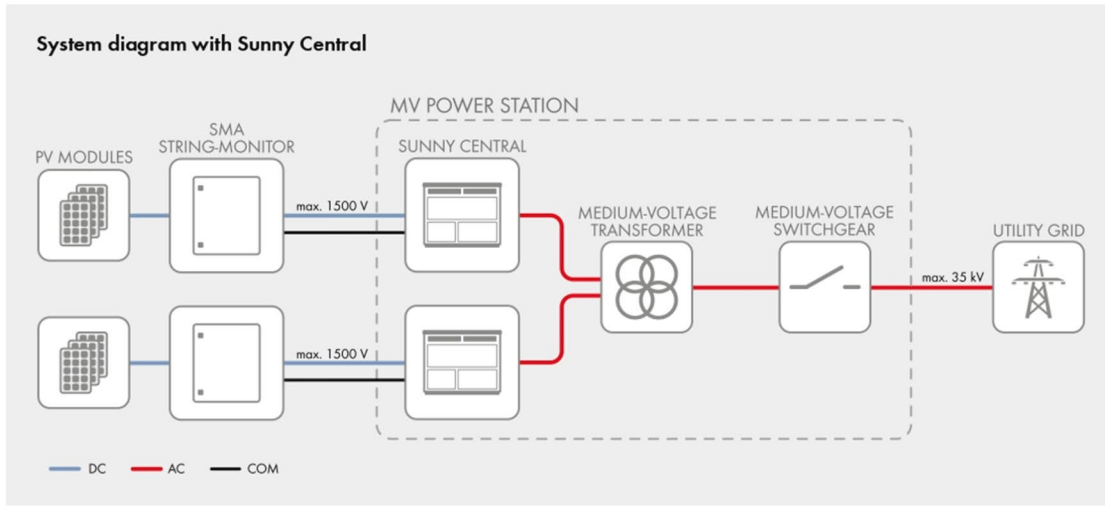 System diagram with Sunny Central
MV POWER STATION
SMA
STRING-MONITOR
SUNNY CENTRAL
PV MODULES
max. 1500 V
MEDIUM-VOLTAGE
TRANSFORMER
MEDIUM-VOLTAGE
SWITCHGEAR
UTILITY GRID
max. 35 kV
max. 1500 V
DC
AC
COM